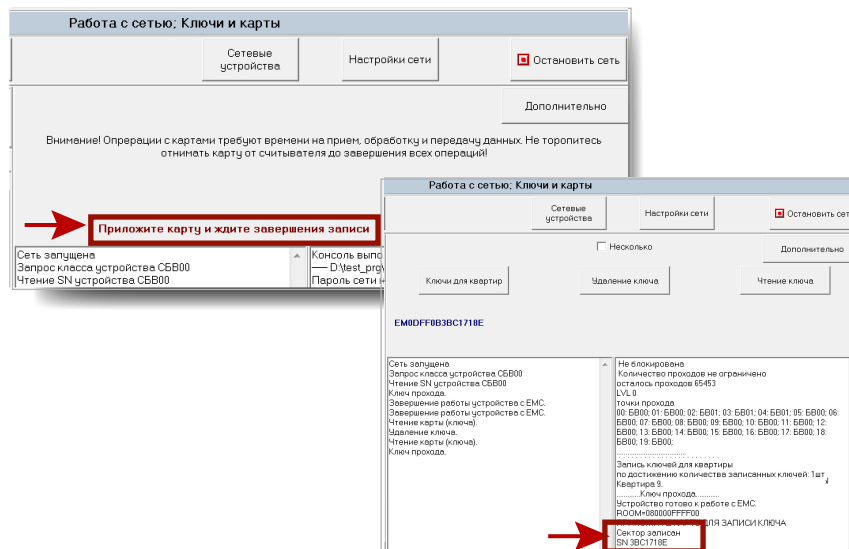 Работа с сетью; Ключи и карты
Сетевые
устройства
Настройки сети
Остановить сеть
Дополнительно
Внимание! Опрерации с картами требуют времени на прием, обработку и передачу данных. Не торопитесь
отнимать карту от считывателя до завершения всех операций!
Приложите карту и ждите завершения записи
Сеть запущена
Запрос класса устройства СБВ00
Чтение SN устройства СБВ00
Консоль выпо
── D:\test_prg\
Пароль сети
Работа с сетью; Ключи и карты
Сетевые
устройства
Настройки сети
Остановить сет
Несколько
Дополнительно
Ключи для квартир
Удаление ключа
Чтение ключа
EM0DFF0B3BC1718E
Сеть запущена
Запрос класса устройства СБВ00
Чтение SN устройства СБВ00
Ключ прохода.
Завершение работы устройства с ЕМС.
Завершение работы устройства с ЕМС.
Чтение карты (ключа).
Удаление ключа.
Чтение карты (ключа).
Ключ прохода.
Не блокирована
Количество проходов не ограничено
осталось проходов 65453
LVL 0
точки прохода
00: БВ00; 01: БВ00; 02: БВ01; 03: БВ01; 04: БВ01; 05: БВ00; 06:
БВ00; 07: БВ00; 08: БВ00; 09: БВ00; 10: БВ00; 11: БВ00; 12:
БВ00; 13: БВ00; 14: БВ00; 15: БВ00; 16: БВ00; 17: БВ00; 18:
БВ00; 19: БВ00;
Запись ключей для квартиры
по достижению количества записанных ключей: 1шт
Квартира 9.
...........Ключ прохода...........
Устройство готово к работе с ЕМС.
ROOM=080000FFFF00
ДЛЯ ЗАПИСИ КЛЮЧА
Сектор записан
SN 3BC1718E